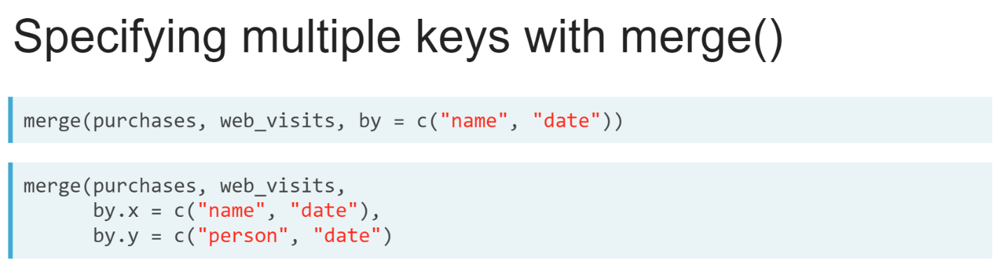 Specifying multiple keys with merge()
merge(purchases, web_visits, by = c("name", "date"))
merge(purchases, web_visits,
      by.x = c("name", "date"),
      by.y = c("person", "date")